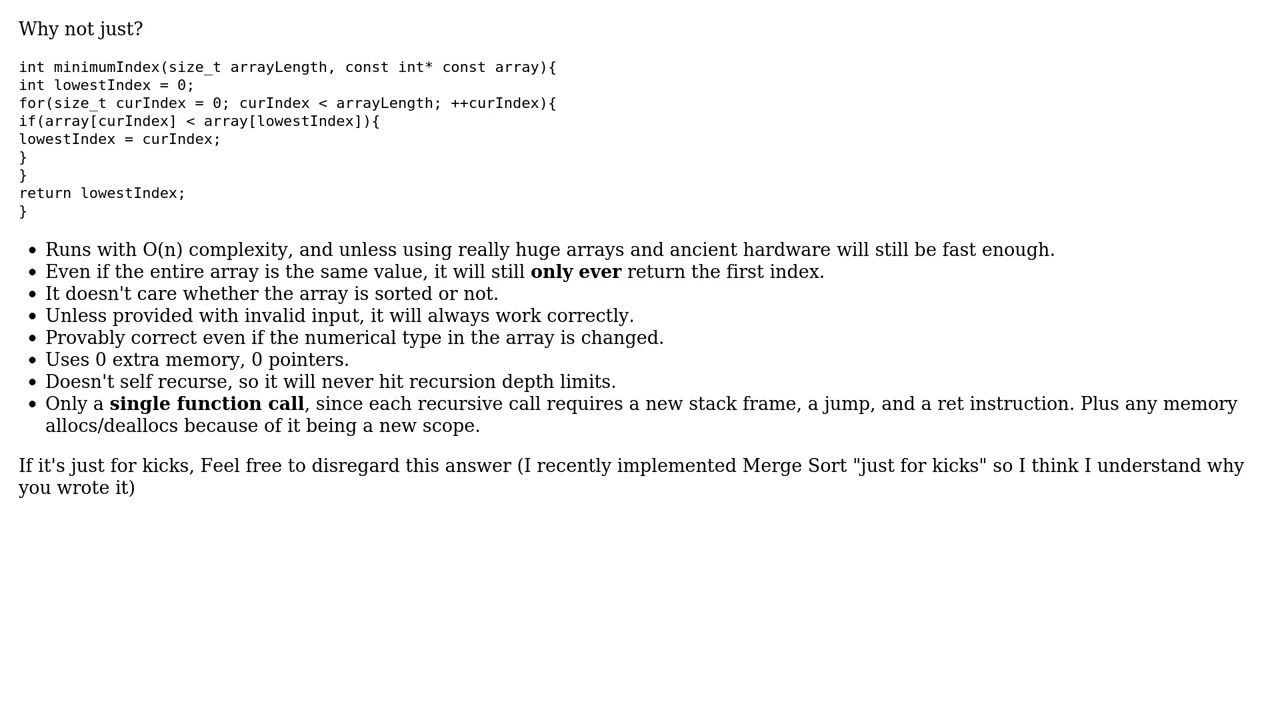 Why not just?
int minimumIndex(size_t arrayLength, const int* const array){
int lowestIndex = 0;
for(size_t curIndex = 0; curIndex < arrayLength; ++curIndex){
if(array[curIndex] < array[lowestIndex]){
lowestIndex = curIndex;
}
}
return lowestIndex;
}
• Runs with O(n) complexity, and unless using really huge arrays and ancient hardware will still be fast enough.
• Even if the entire array is the same value, it will still only ever return the first index.
• It doesn't care whether the array is sorted or not.
• Unless provided with invalid input, it will always work correctly.
• Provably correct even if the numerical type in the array is changed.
• Uses 0 extra memory, 0 pointers.
• Doesn't self recurse, so it will never hit recursion depth limits.
• Only a single function call, since each recursive call requires a new stack frame, a jump, and a ret instruction. Plus any memory
allocs/deallocs because of it being a new scope.
If it's just for kicks, Feel free to disregard this answer (I recently implemented Merge Sort "just for kicks" so I think I understand why
you wrote it)